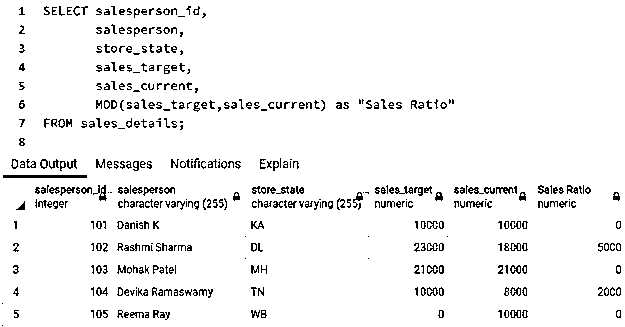 1 SELECT salesperson_id,
2 salesperson,
3 store_state,
4 sales_target,
5 sales_current,
6 MOD(sales_target,sales_current) as "Sales Ratio"
7 FROM sales_details;
8
Data Output Messages Notifications Explain
salesperson_id salesperson store_state sales_target sales_current Sales Ratio
integer character varying (255) character varying (255) numeric numeric numeric
1 101 Danish K KA 10000 10000 0
2 102 Rashmi Sharma DL 23000 18000 5000
3 103 Mohak Patel MH 21000 21000 0
4 104 Devika Ramaswamy TN 10000 8000 2000
5 105 Reema Ray WB 0 10000 0